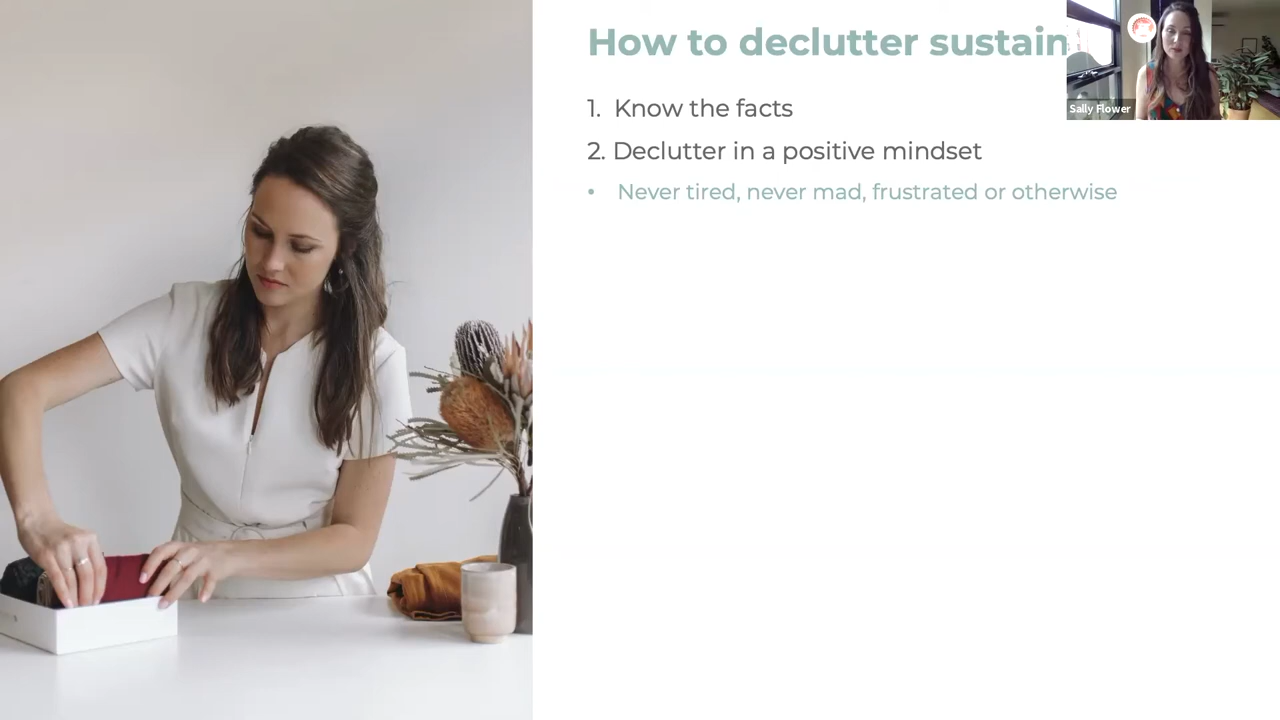 How to declutter sustain
Sally Flower
1. Know the facts
2. Declutter in a positive mindset
• Never tired, never mad, frustrated or otherwise